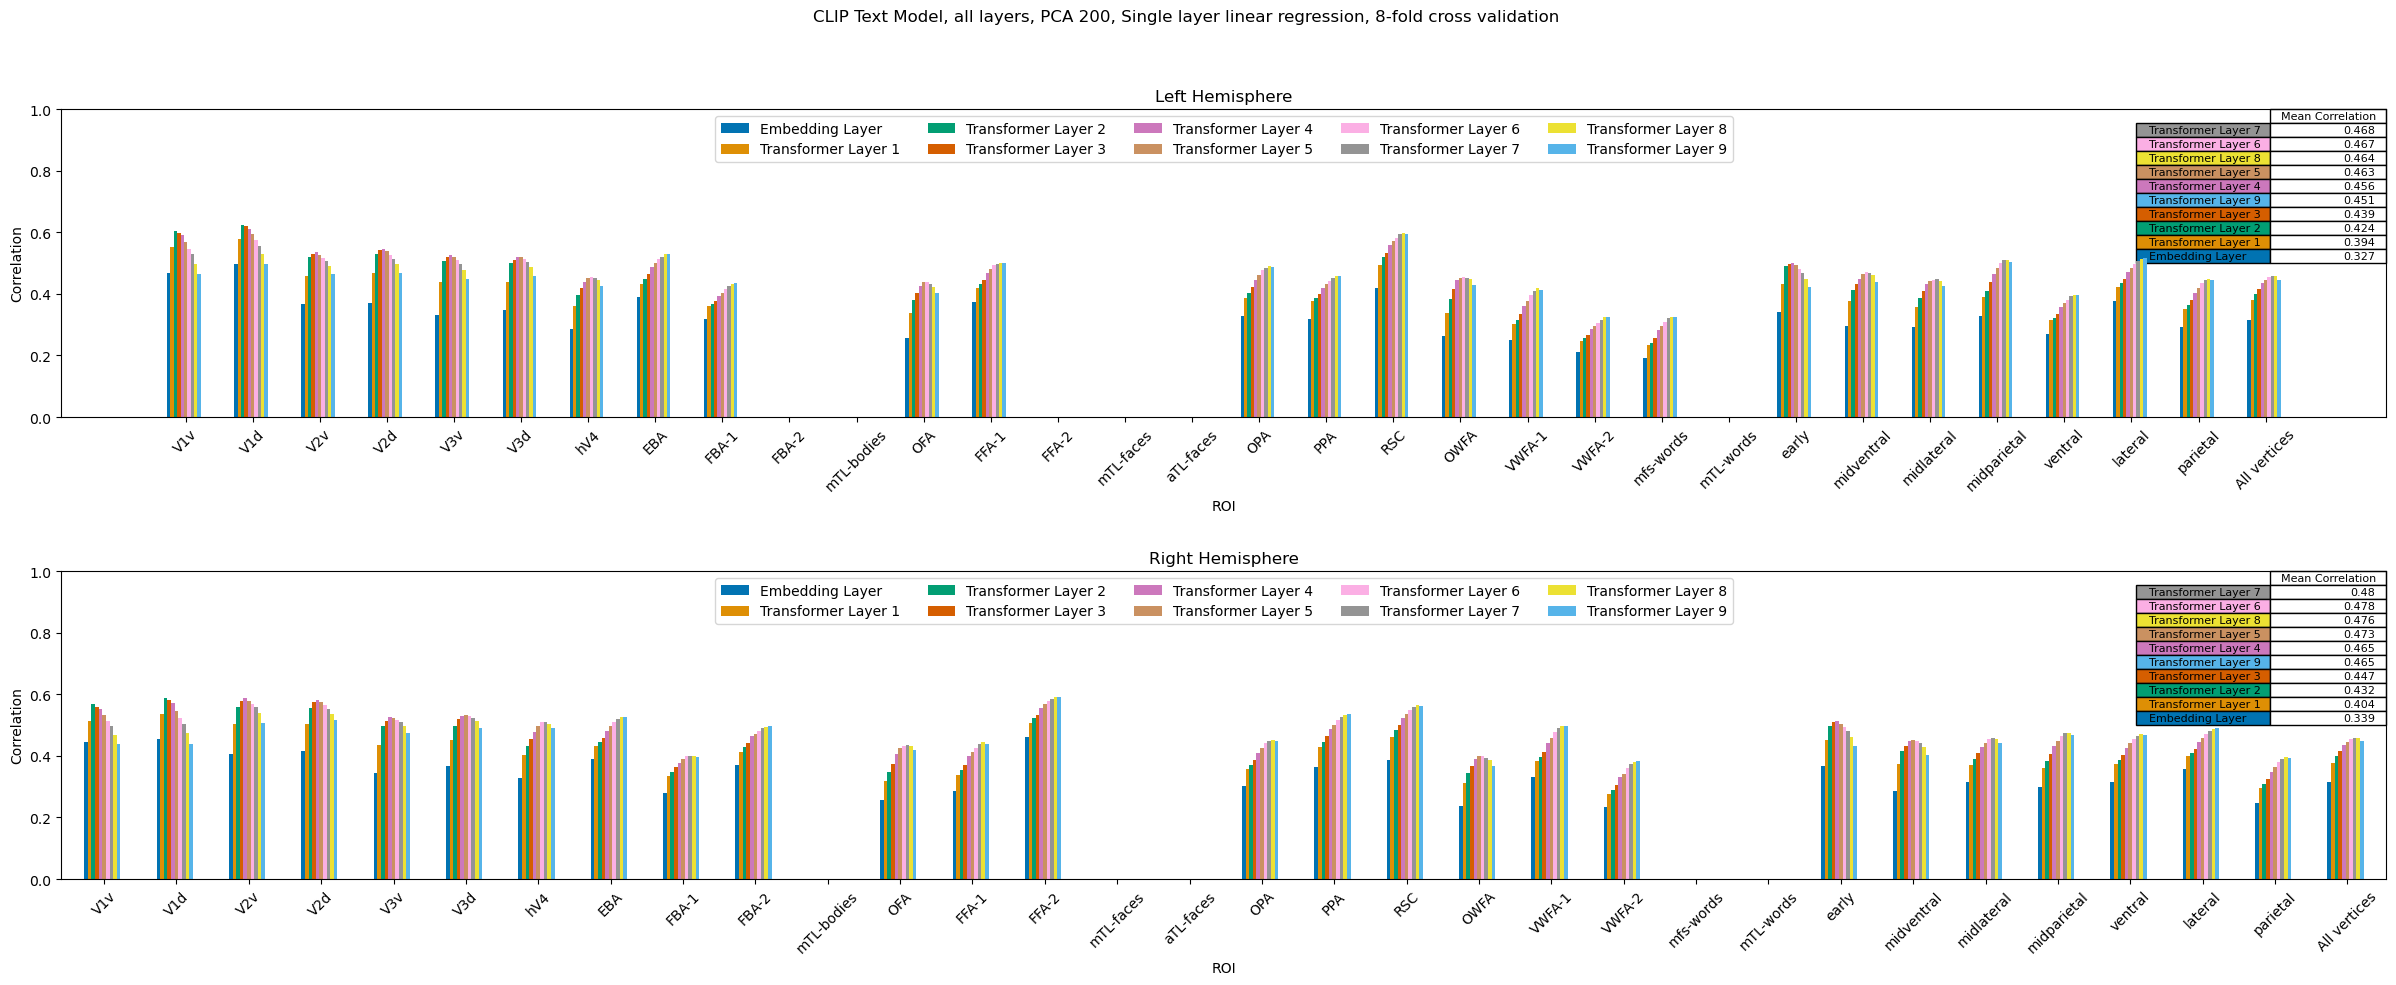 CLIP Text Model, all layers, PCA 200, Single layer linear regression, 8-fold cross validation
Left Hemisphere
1.0
0.8
0.6
0.4
0.2
0.0
Correlation
Embedding Layer
Transformer Layer 1
Transformer Layer 2
Transformer Layer 3
Transformer Layer 4
Transformer Layer 5
Transformer Layer 6
Transformer Layer 7
Transformer Layer 8
Transformer Layer 9
Mean Correlation
Transformer Layer 7 0.468
Transformer Layer 6 0.467
Transformer Layer 8 0.464
Transformer Layer 5 0.463
Transformer Layer 4 0.456
Transformer Layer 9 0.451
Transformer Layer 3 0.439
Transformer Layer 2 0.424
Transformer Layer 1 0.394
Embedding Layer 0.327
V1v
V1d
V2v
V2d
V3v
V3d
hV4
EBA
FBA-1
FBA-2
mTL-bodies
OFA
FFA-1
FFA-2
mTL-faces
aTL-faces
OPA
PPA
RSC
OWFA
VWFA-1
VWFA-2
mfs-words
mTL-words
early
midventral
midlateral
midparietal
ventral
lateral
parietal
All vertices
ROI
Right Hemisphere
1.0
0.8
0.6
0.4
0.2
0.0
Correlation
Embedding Layer
Transformer Layer 1
Transformer Layer 2
Transformer Layer 3
Transformer Layer 4
Transformer Layer 5
Transformer Layer 6
Transformer Layer 7
Transformer Layer 8
Transformer Layer 9
Mean Correlation
Transformer Layer 7 0.48
Transformer Layer 6 0.478
Transformer Layer 8 0.476
Transformer Layer 5 0.473
Transformer Layer 4 0.465
Transformer Layer 9 0.465
Transformer Layer 3 0.447
Transformer Layer 2 0.432
Transformer Layer 1 0.404
Embedding Layer 0.339
V1v
V1d
V2v
V2d
V3v
V3d
hV4
EBA
FBA-1
FBA-2
mTL-bodies
OFA
FFA-1
FFA-2
mTL-faces
aTL-faces
OPA
PPA
RSC
OWFA
VWFA-1
VWFA-2
mfs-words
mTL-words
early
midventral
midlateral
midparietal
ventral
lateral
parietal
All vertices
ROI